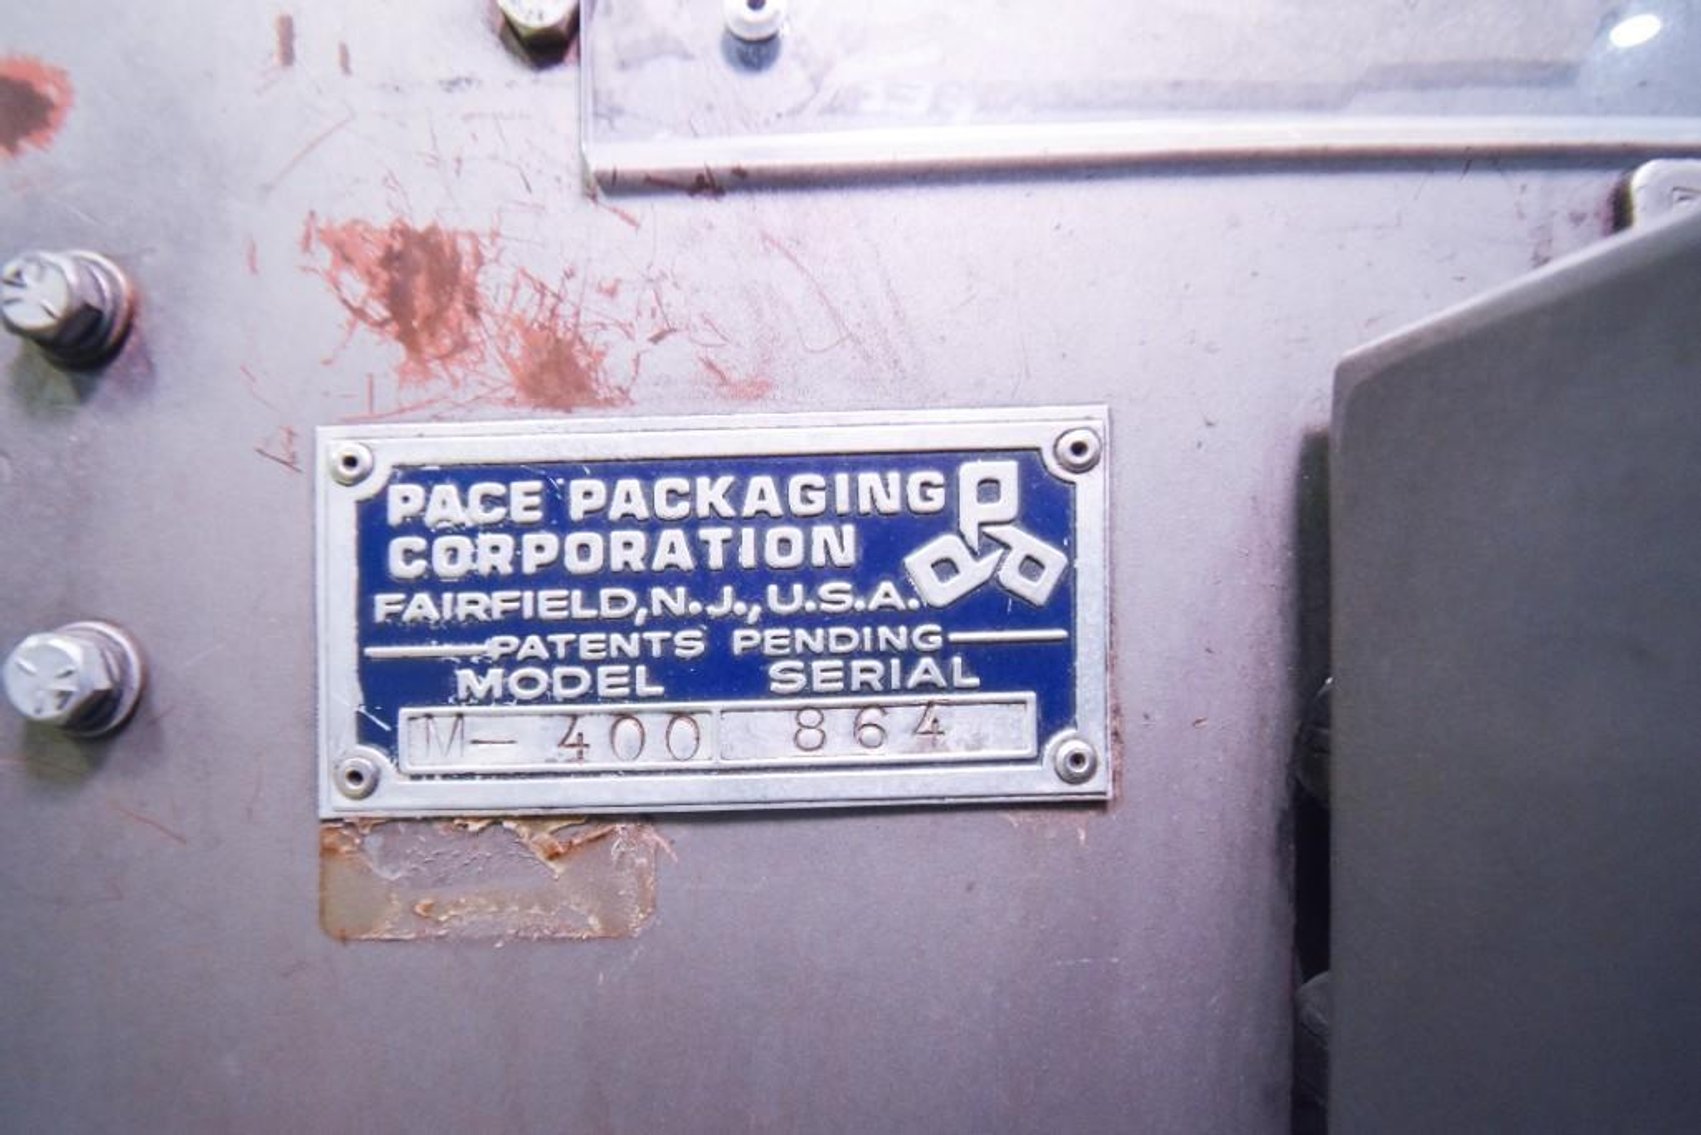 PACE PACKAGING
CORPORATION
FAIRFIELD, N.J., U.S.A.
PATENTS PENDING
MODEL SERIAL
M-400 864